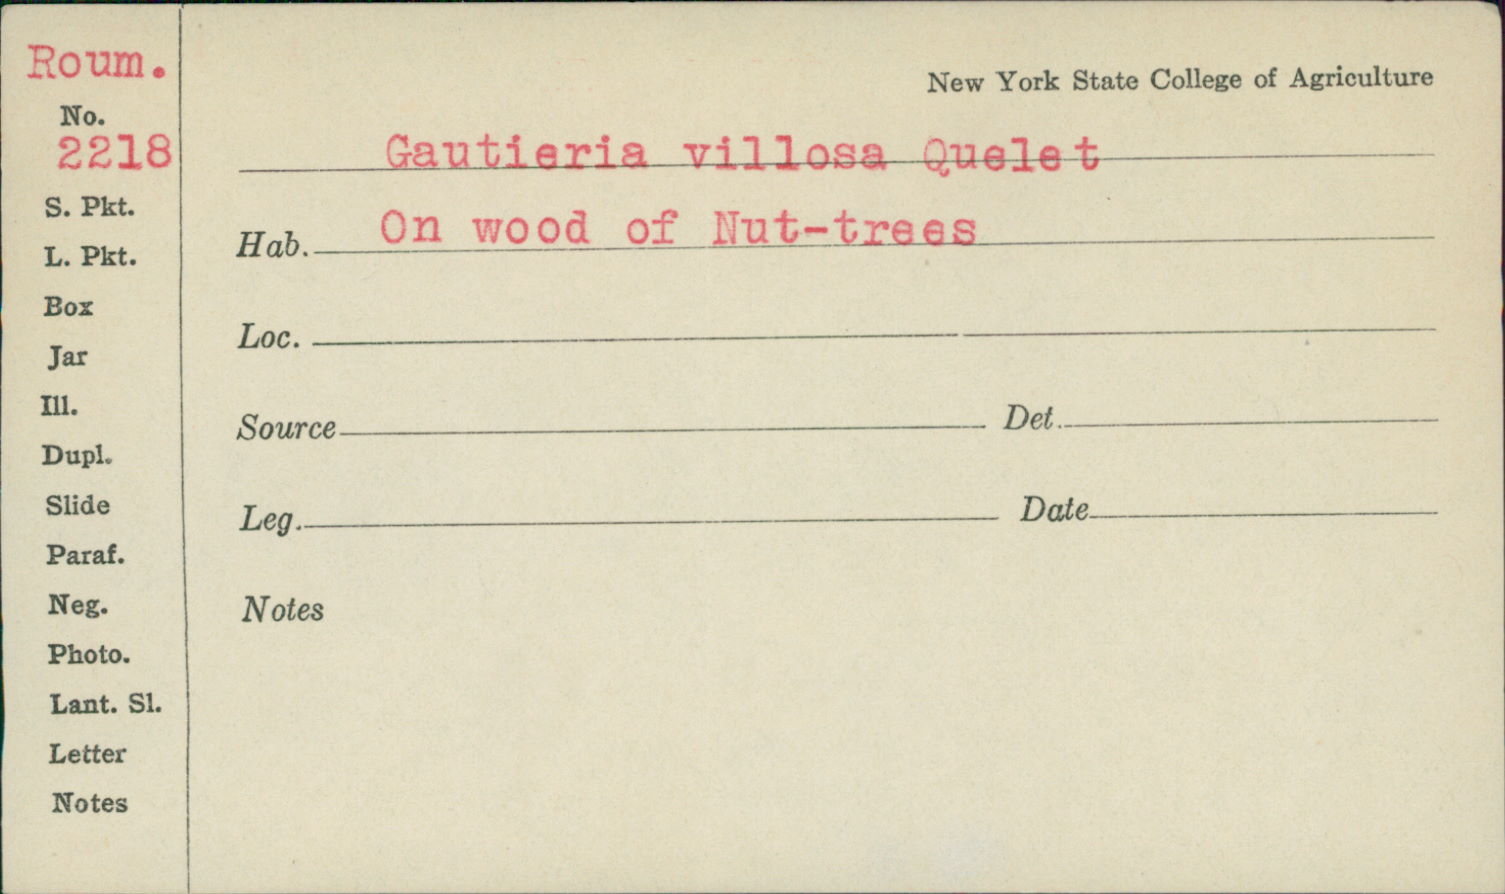 Roum.
No.
2218
S. Pkt.
L. Pkt.
Box
Jar
Ill.
Dupl.
Slide
Paraf.
Neg.
Photo.
Lant. Sl.
Letter
Notes
New York State College of Agriculture
Gautieria villosa Quelet
Hab. On wood of Nut-trees
Loc.
Source Det.
Leg. Date
Notes